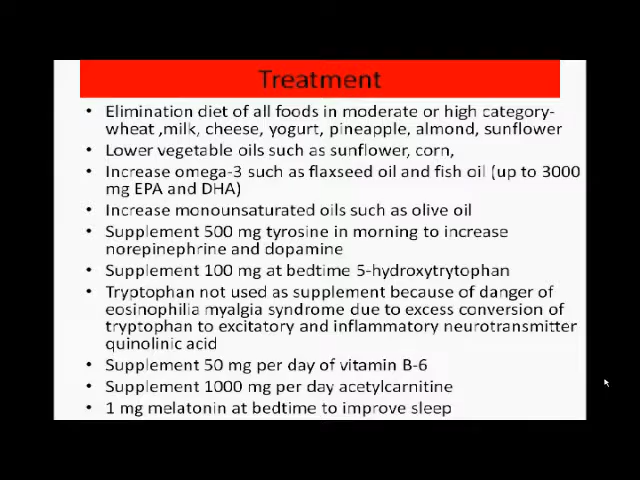 Treatment
• Elimination diet of all foods in moderate or high category-
wheat ,milk, cheese, yogurt, pineapple, almond, sunflower
• Lower vegetable oils such as sunflower, corn,
• Increase omega-3 such as flaxseed oil and fish oil (up to 3000
mg EPA and DHA)
• Increase monounsaturated oils such as olive oil
• Supplement 500 mg tyrosine in morning to increase
norepinephrine and dopamine
• Supplement 100 mg at bedtime 5-hydroxytrytophan
• Tryptophan not used as supplement because of danger of
eosinophilia myalgia syndrome due to excess conversion of
tryptophan to excitatory and inflammatory neurotransmitter
quinolinic acid
• Supplement 50 mg per day of vitamin B-6
• Supplement 1000 mg per day acetylcarnitine
• 1 mg melatonin at bedtime to improve sleep